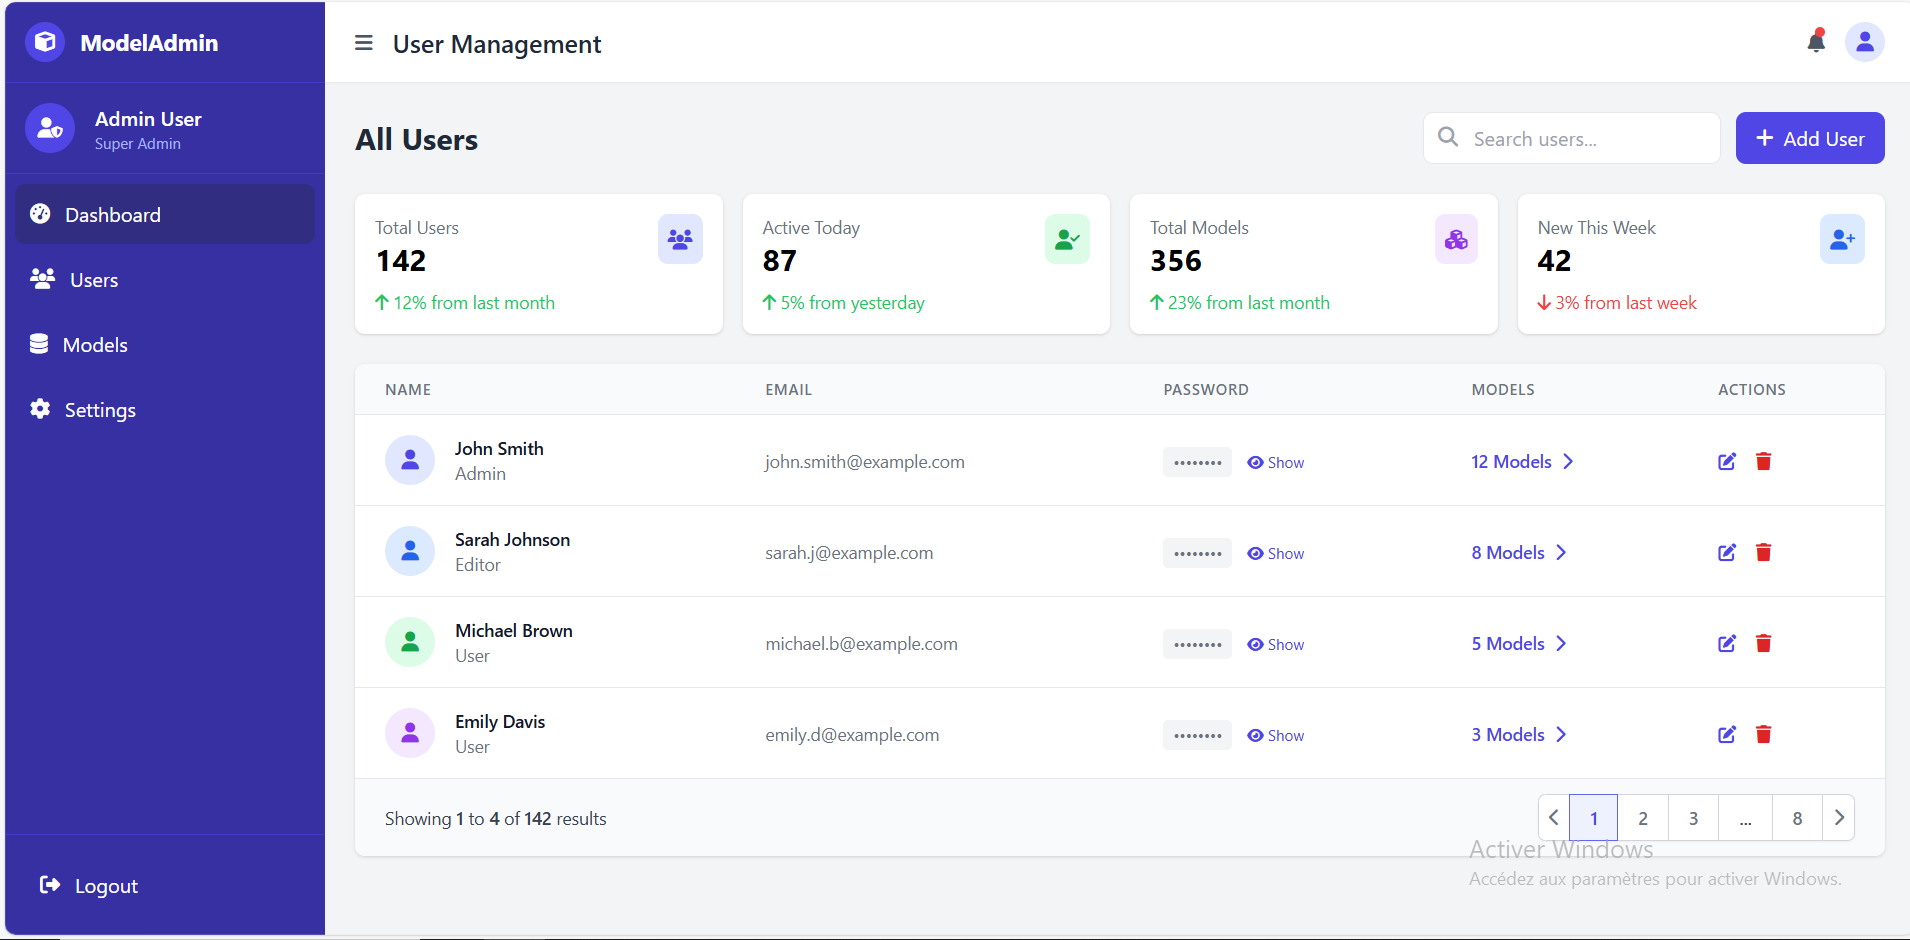 ModelAdmin
User Management
Admin User
Super Admin
Dashboard
Users
Models
Settings
Logout
All Users
Search users...
+ Add User
Total Users
142
12% from last month
Active Today
87
5% from yesterday
Total Models
356
23% from last month
New This Week
42
3% from last week
NAME EMAIL PASSWORD MODELS ACTIONS
John Smith
Admin
john.smith@example.com
•••••••• Show
12 Models
Sarah Johnson
Editor
sarah.j@example.com
•••••••• Show
8 Models
Michael Brown
User
michael.b@example.com
•••••••• Show
5 Models
Emily Davis
User
emily.d@example.com
•••••••• Show
3 Models
Showing 1 to 4 of 142 results
1 2 3 ... 8
Activer Windows
Accédez aux paramètres pour activer Windows.